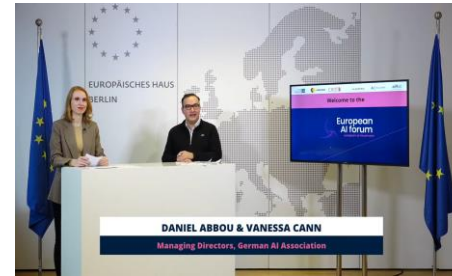 EUROPÄISCHES HAUS
BERLIN
Welcome to the
European
AI forum
DANIEL ABBOU & VANESSA CANN
Managing Directors, German AI Association